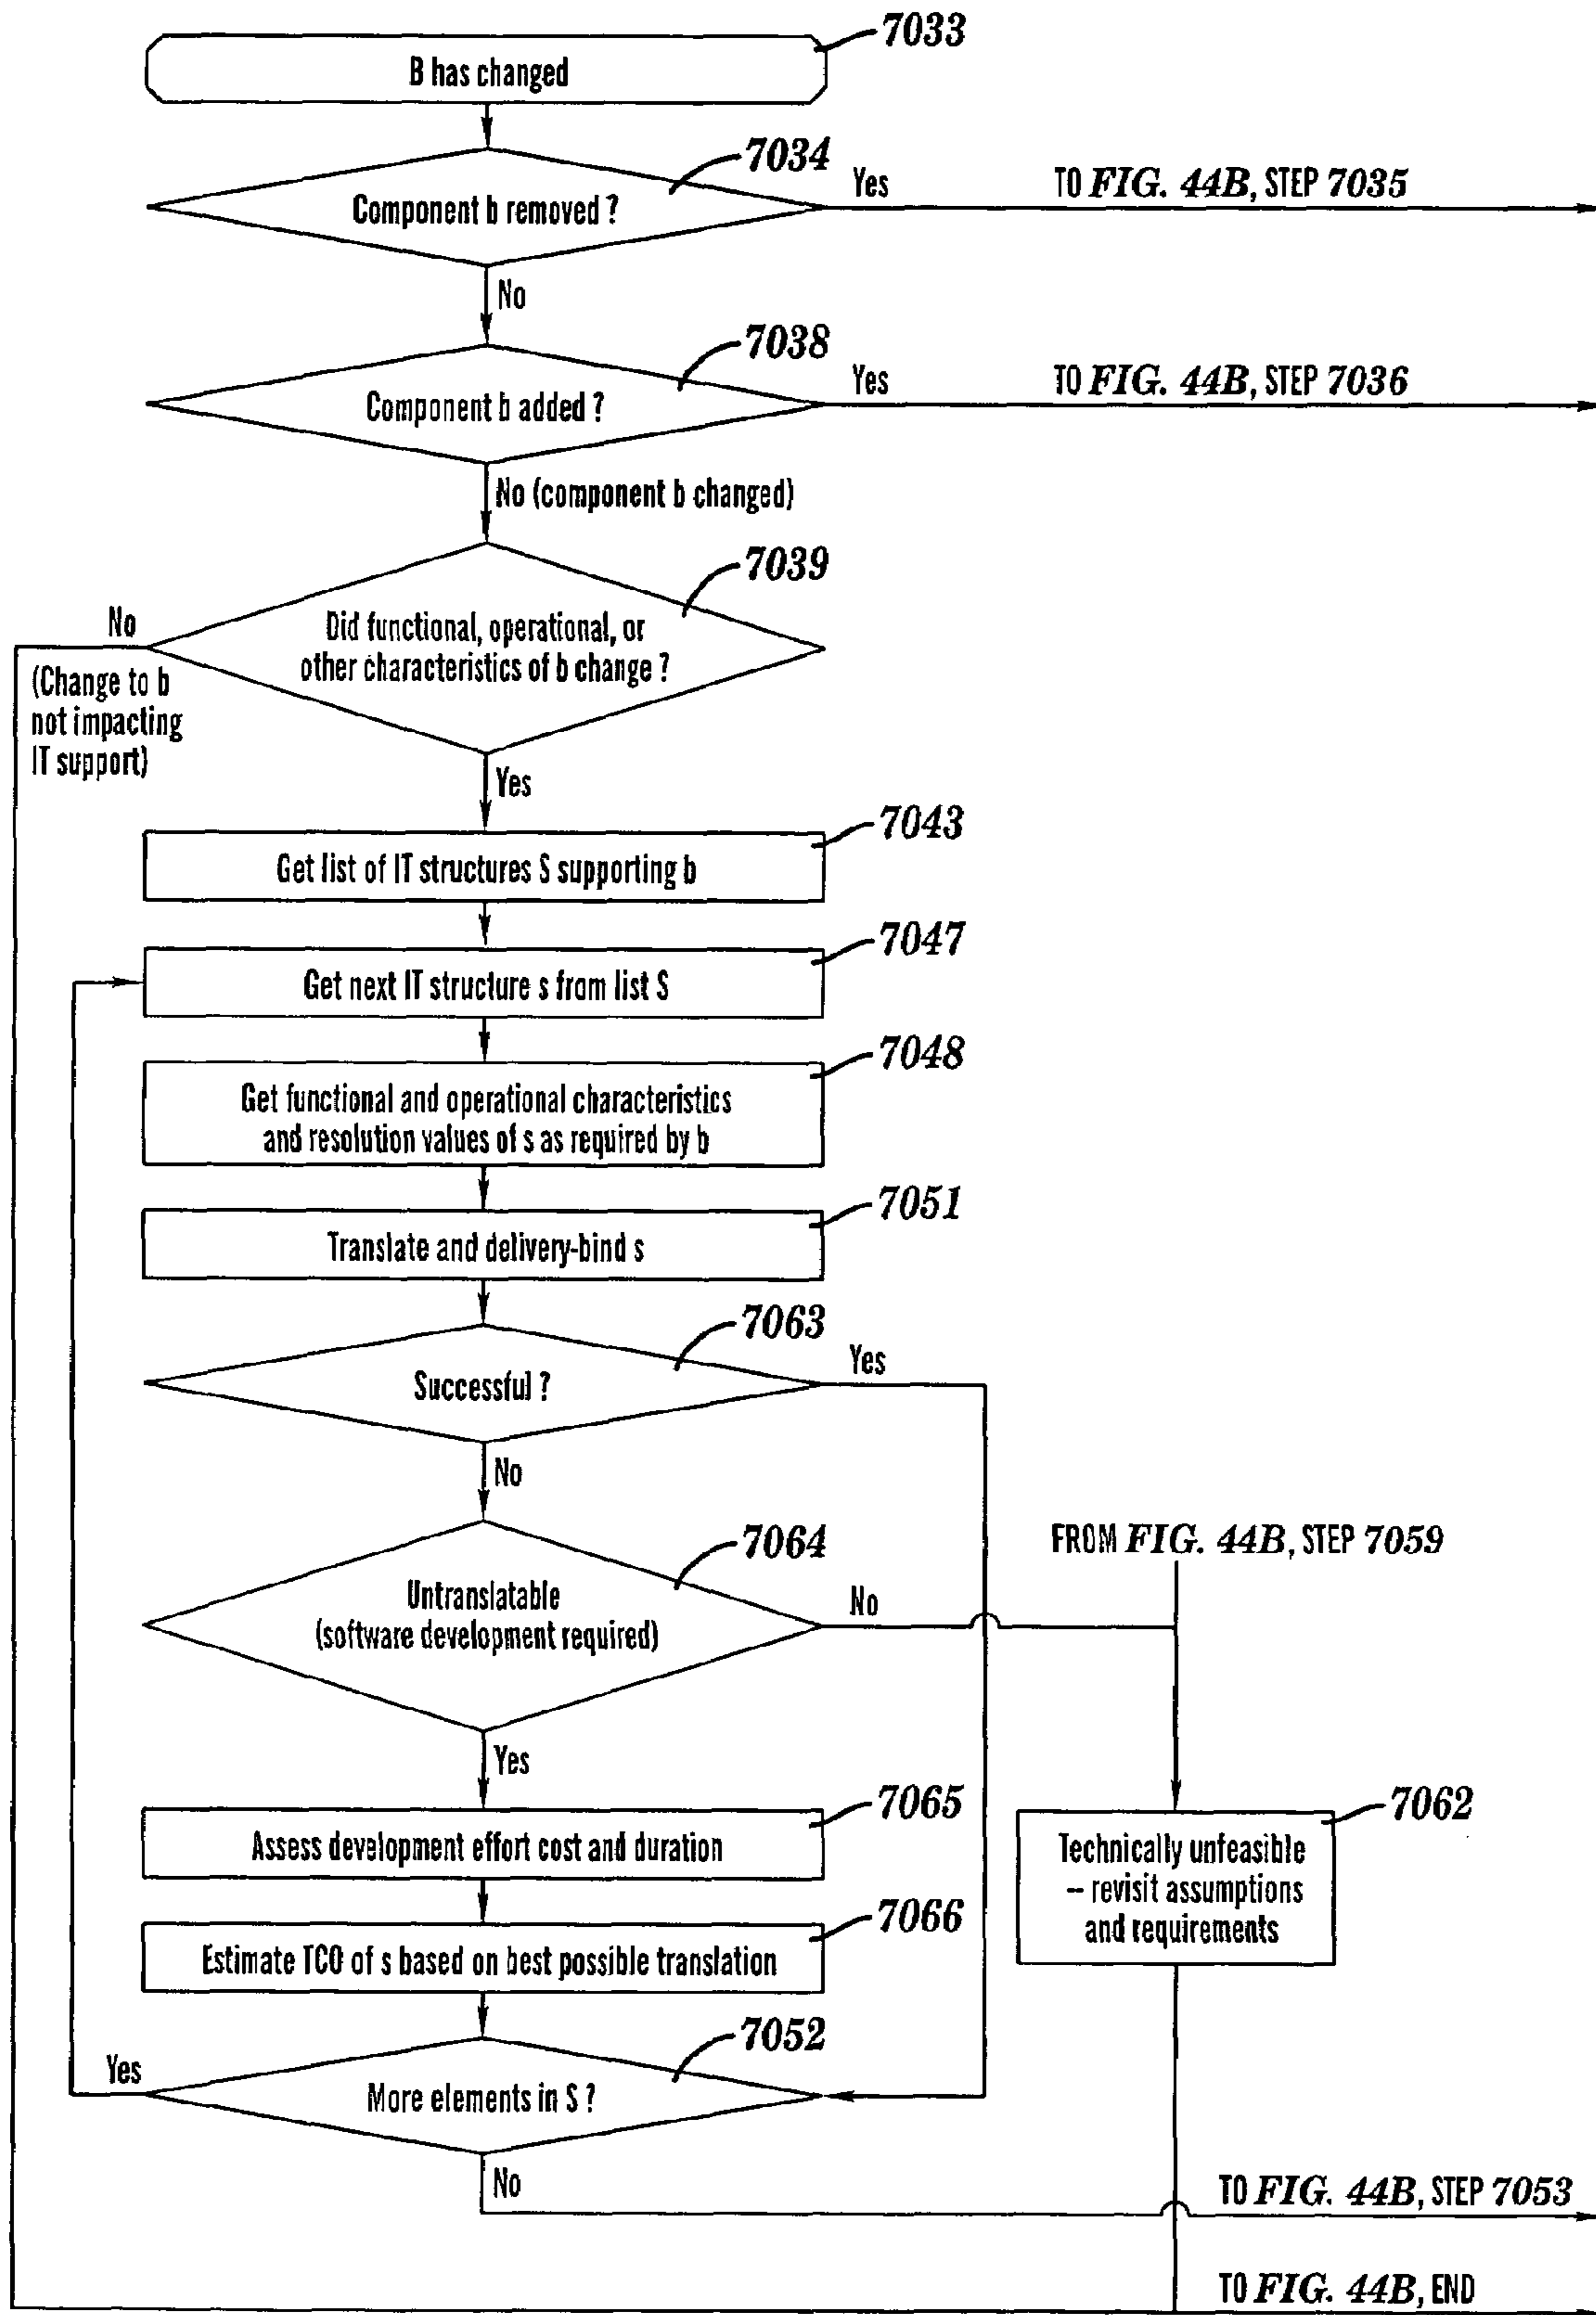 7033
B has changed
7034
Yes
TO FIG. 44B, STEP 7035
Component b removed ?
No
7038
Yes
TO FIG. 44B, STEP 7036
Component b added ?
No (component b changed)
7039
No
Did functional, operational, or
other characteristics of b change ?
(Change to b
not impacting
IT support)
Yes
7043
Get list of IT structures S supporting b
7047
Get next IT structure s from list S
7048
Get functional and operational characteristics
and resolution values of s as required by b
7051
Translate and delivery-bind s
7063
Yes
Successful ?
No
7064
FROM FIG. 44B, STEP 7059
Untranslatable
(software development required)
No
Yes
7065
Assess development effort cost and duration
7062
Technically unfeasible
– revisit assumptions
and requirements
7066
Estimate TCO of s based on best possible translation
7052
Yes
More elements in S ?
No
TO FIG. 44B, STEP 7053
TO FIG. 44B, END